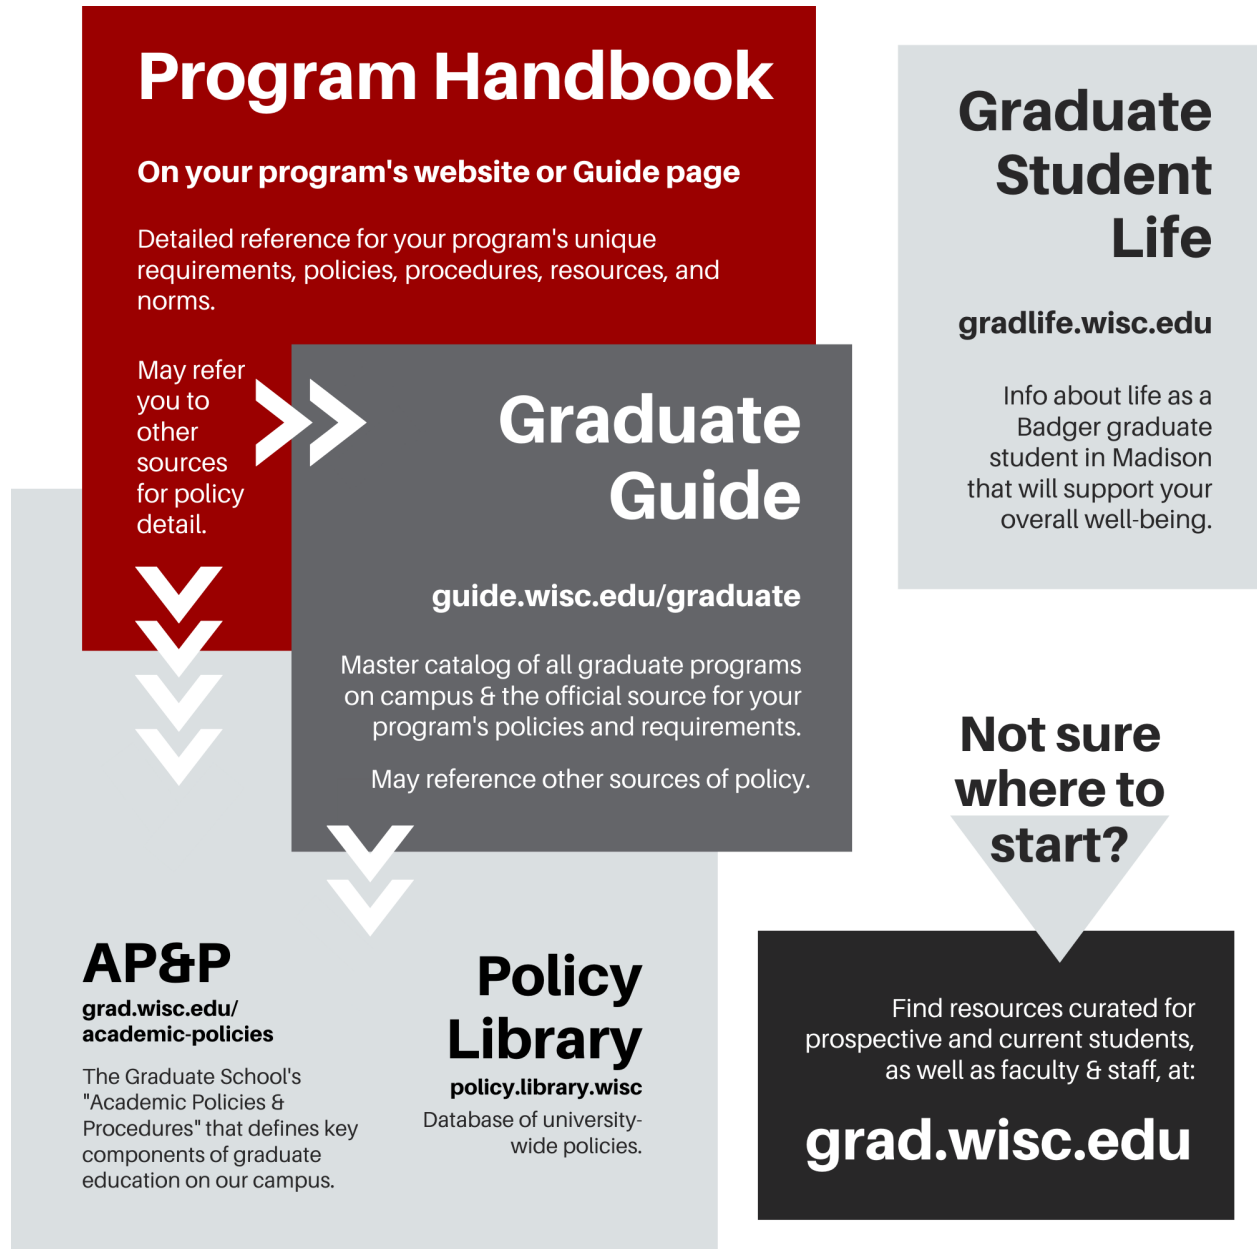 Program Handbook
On your program's website or Guide page
Detailed reference for your program's unique
requirements, policies, procedures, resources, and
norms.
May refer
you to
other
sources
for policy
detail.
Graduate
Guide
guide.wisc.edu/graduate
Master catalog of all graduate programs
on campus & the official source for your
program's policies and requirements.
May reference other sources of policy.
AP&P
grad.wisc.edu/
academic-policies
The Graduate School's
"Academic Policies &
Procedures" that defines key
components of graduate
education on our campus.
Policy
Library
policy.library.wisc
Database of university-
wide policies.
Graduate
Student
Life
gradlife.wisc.edu
Info about life as a
Badger graduate
student in Madison
that will support your
overall well-being.
Not sure
where to
start?
Find resources curated for
prospective and current students,
as well as faculty & staff, at:
grad.wisc.edu